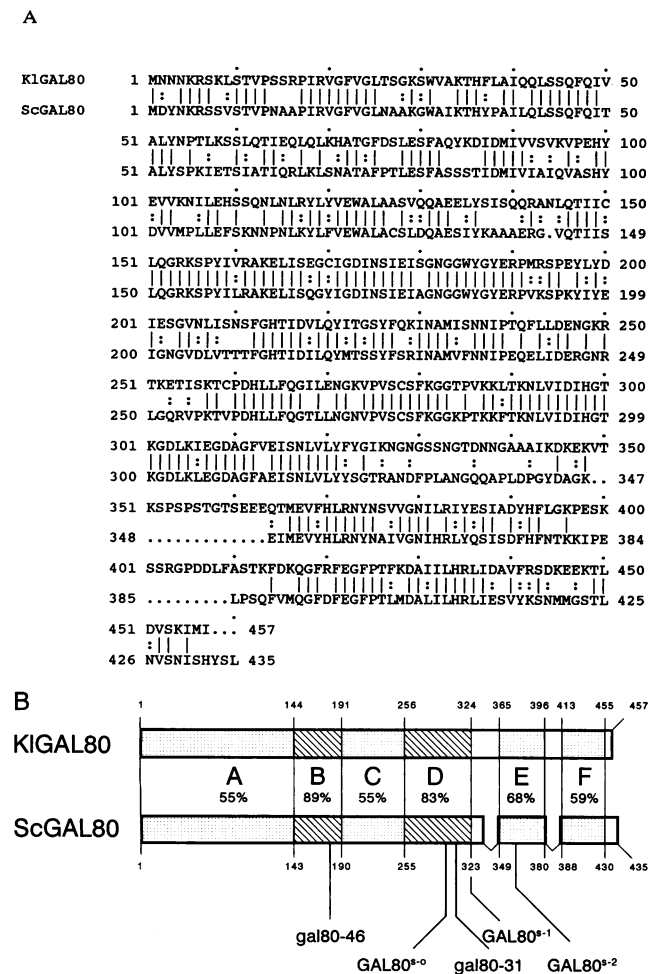 A
KlGAL80 1 MNNNKRSKLSTVPSSRPIRVGFVGLTSGKSWVAKTHFLAIQQLSSQFQIV 50
ScGAL80 1 MDYNKRSSVSTVPNAAPIRVGFVGLNAAKGWAIKTHYPAILQLSSQFQIT 50
51 ALYNPTLKSSLQTIEQLQLKHATGFDSLESFAQYKDIDMIVVSVKVPEHY 100
51 ALYSPKIETSIATIQRLKLSNATAFPTLESFASSSTIDMIVIAIQVASHY 100
101 EVVKNILEHSSQNLNLRYLYVEWALAASVQQAEELYSISQQRANLQTIIC 150
101 DVVMPLLEFSKNNPNLKYLFVEWALACSLDQAESIYKAAAERG.VQTIIS 149
151 LQGRKSPYIVRAKELISEGCIGDINSIEISGNGGWYGYERPMRSPEYLYD 200
150 LQGRKSPYILRAKELISQGYIGDINSIEIAGNGGWYGYERPVKSPKYIYE 199
201 IESGVNLISNSFGHTIDVLQYITGSYFQKINAMISNNIPTQFLLDENGKR 250
200 IGNGVDLVTTTFGHTIDILQYMTSSYFSRINAMVFNNIPEQELIDERGNR 249
251 TKETISKTCPDHLLFQGILENGKVPVSCSFKGGTPVKKLTKNLVIDIHGT 300
250 LGQRVPKTVPDHLLFQGTLLNGNVPVSCSFKGGKPTKKFTKNLVIDIHGT 299
301 KGDLKIEGDAGFVEISNLVLYFYGIKNGNGSSNGTDNNGAAAIKDKEKVT 350
300 KGDLKLEGDAGFAEISNLVLYYSGTRANDFPLANGQQAPLDPGYDAGK.. 347
351 KSPSPSTGTSEEEQTMEVFHLRNYNSVVGNILRIYESIADYHFLGKPESK 400
348 .............EIMEVYHLRNYNAIVGNIHRLYQSISDFHFNTKKIPE 384
401 SSRGPDDLFASTKFDKQGFRFEGFPTFKDAIILHRLIDAVFRSDKEEKTL 450
385 .........LPSQFVMQGFDFEGFPTLMDALILHRLIESVYKSNMMGSTL 425
451 DVSKIMI... 457
426 NVSNISHYSL 435
B
1 144 191 256 324 365 396 413 455 457
KlGAL80
A B C D E F
55% 89% 55% 83% 68% 59%
ScGAL80
1 143 190 255 323 349 380 388 430 435
gal80-46 GAL80s-o gal80-31 GAL80s-1 GAL80s-2